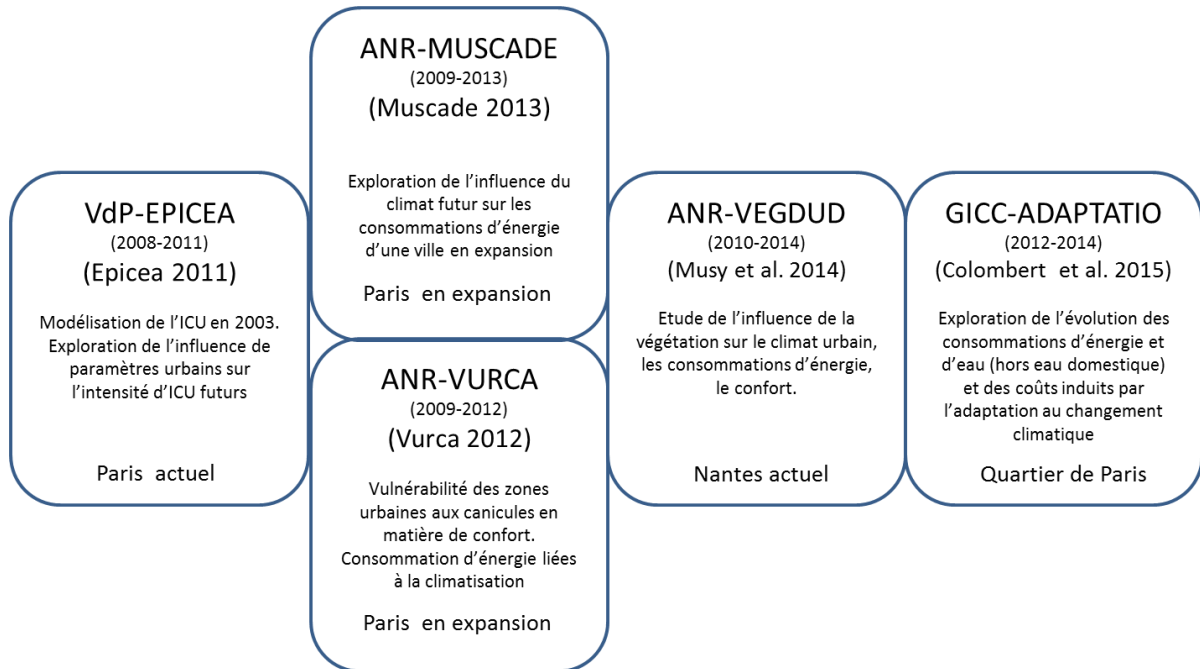 VdP-EPICEA
(2008-2011)
(Epicea 2011)
Modélisation de l’ICU en 2003.
Exploration de l’influence de
paramètres urbains sur
l’intensité d’ICU futurs
Paris actuel
ANR-MUSCADE
(2009-2013)
(Muscade 2013)
Exploration de l’influence du
climat futur sur les
consommations d’énergie
d’une ville en expansion
Paris en expansion
ANR-VURCA
(2009-2012)
(Vurca 2012)
Vulnérabilité des zones
urbaines aux canicules en
matière de confort.
Consommation d’énergie liées
à la climatisation
Paris en expansion
ANR-VEGDUD
(2010-2014)
(Musy et al. 2014)
Etude de l’influence de la
végétation sur le climat urbain,
les consommations d’énergie,
le confort.
Nantes actuel
GICC-ADAPTATIO
(2012-2014)
(Colombert et al. 2015)
Exploration de l’évolution des
consommations d’énergie et
d’eau (hors eau domestique)
et des coûts induits par
l’adaptation au changement
climatique
Quartier de Paris